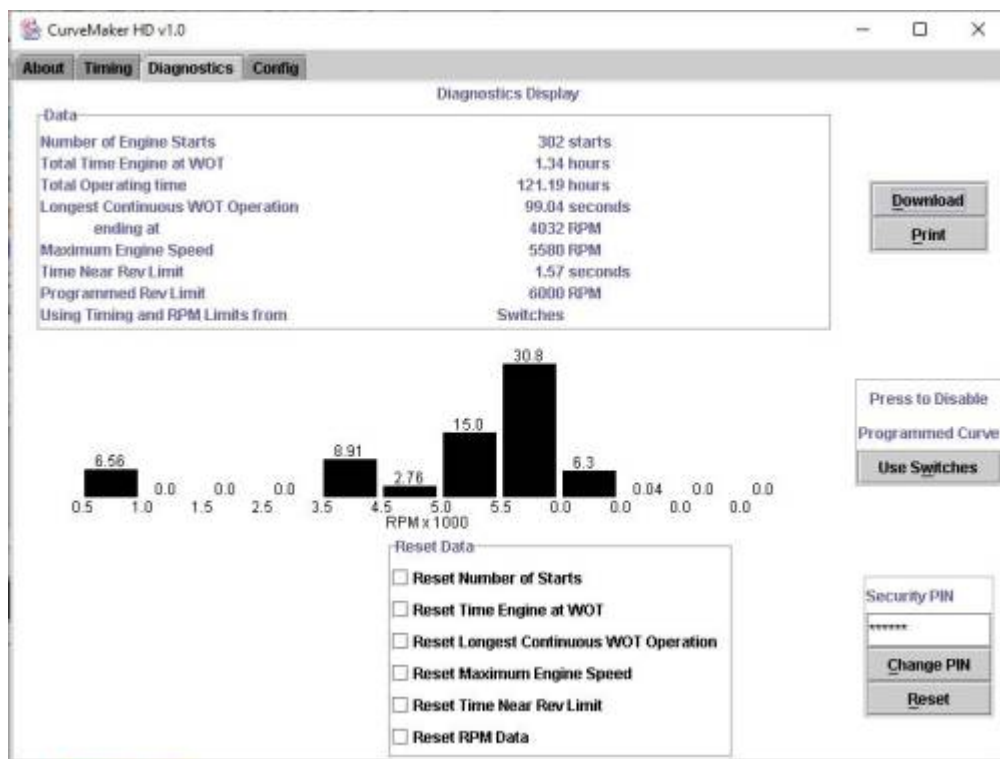 CurveMaker HD v1.0
About Timing Diagnostics Config
Diagnostics Display
Data
Number of Engine Starts 302 starts
Total Time Engine at WOT 1.34 hours
Total Operating time 121.19 hours
Longest Continuous WOT Operation 99.04 seconds
ending at 4032 RPM
Maximum Engine Speed 5580 RPM
Time Near Rev Limit 1.57 seconds
Programmed Rev Limit 6000 RPM
Using Timing and RPM Limits from Switches
Download
Print
30.8
15.0
8.91
6.56
6.3
2.76
0.0 0.0 0.0 0.04 0.0 0.0
0.5 1.0 1.5 2.5 3.5 4.5 5.0 5.5 0.0 0.0 0.0 0.0
RPM x 1000
Press to Disable
Programmed Curve
Use Switches
Reset Data
Reset Number of Starts
Reset Time Engine at WOT
Reset Longest Continuous WOT Operation
Reset Maximum Engine Speed
Reset Time Near Rev Limit
Reset RPM Data
Security PIN
******
Change PIN
Reset